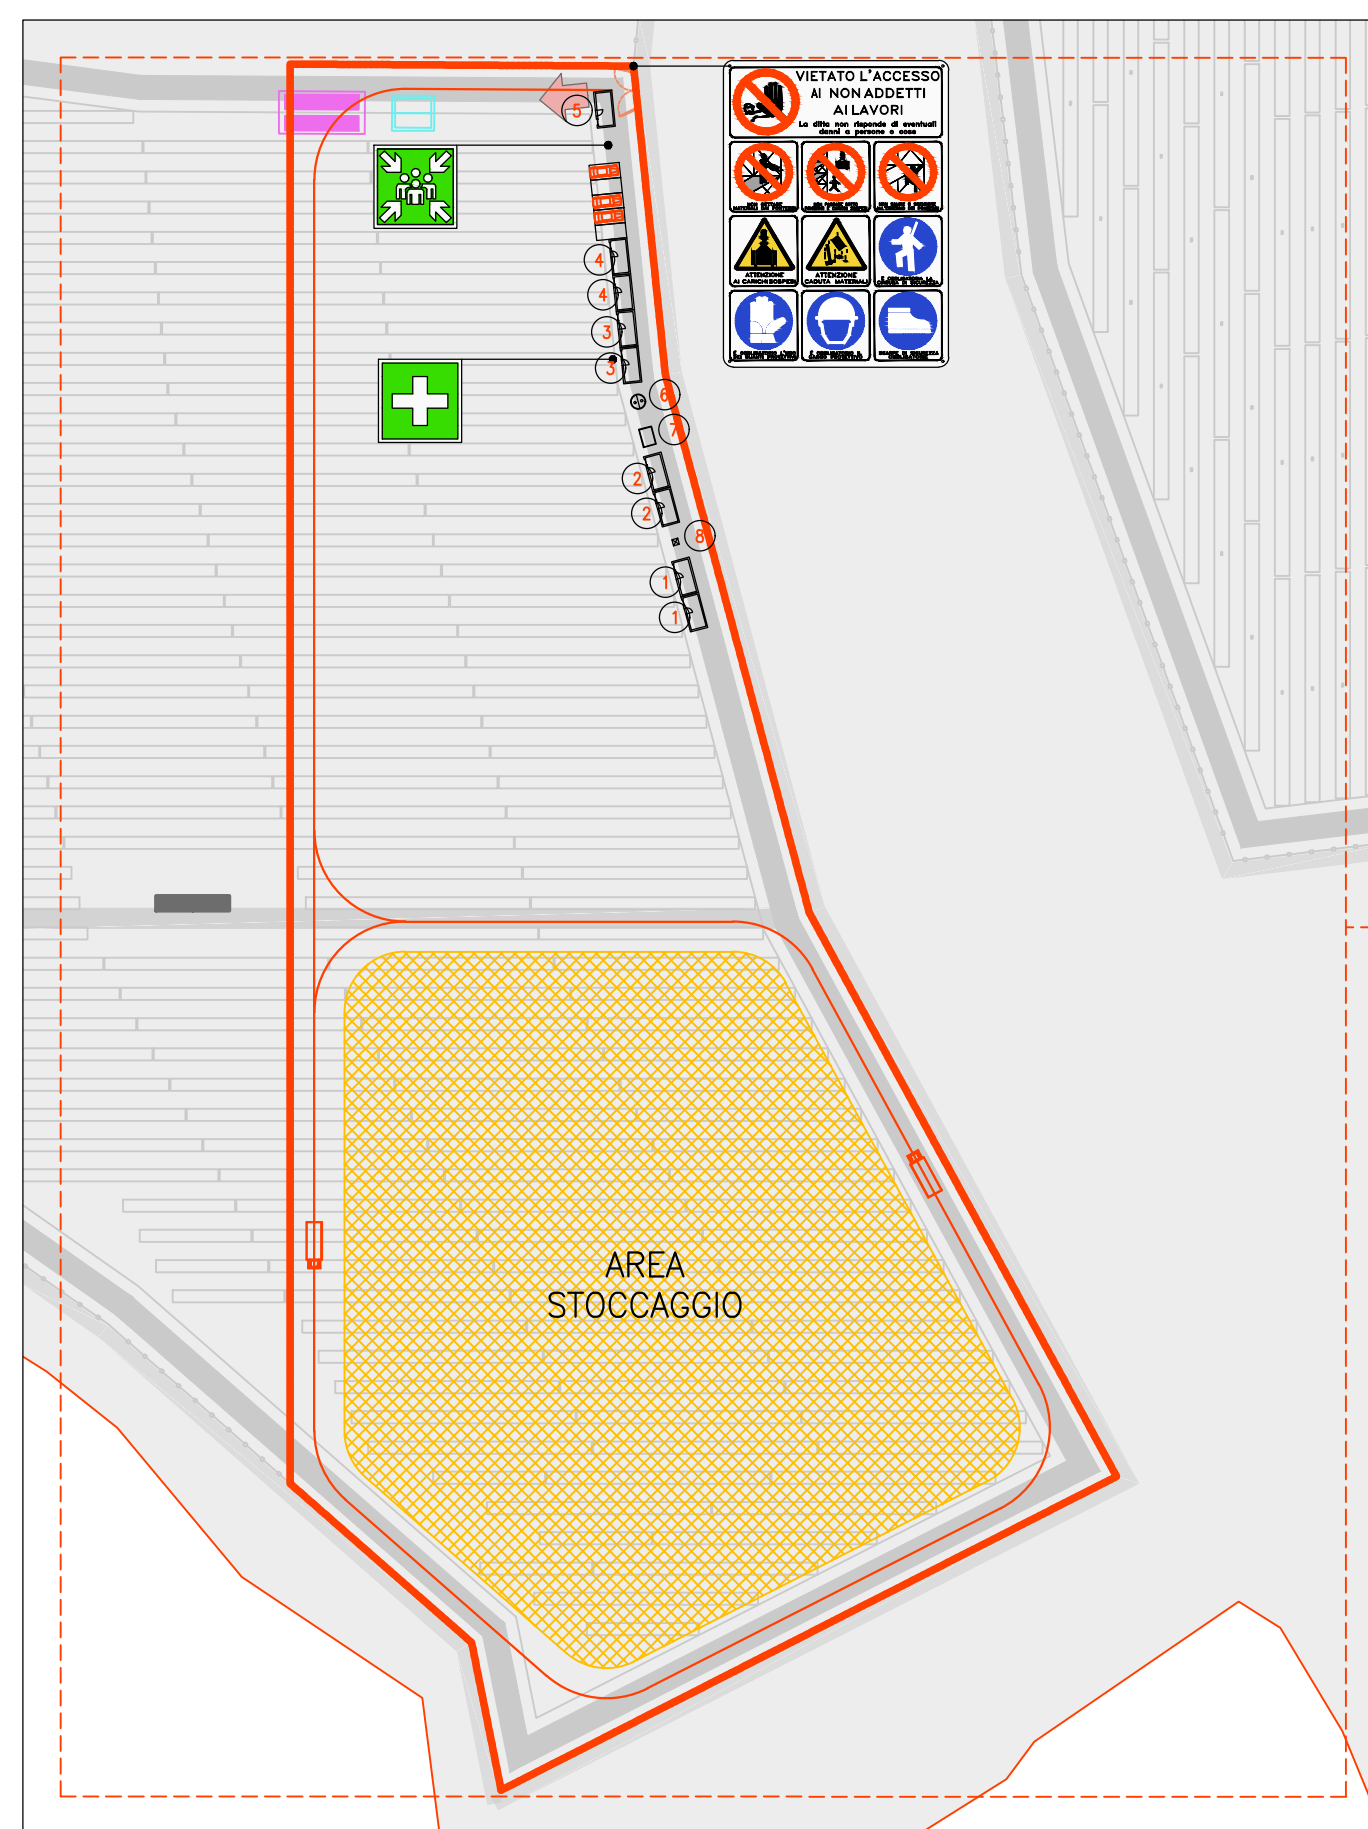 VIETATO L'ACCESSO
AI NON ADDETTI
AI LAVORI
La ditta non risponde di eventuali
danni a persone o cose
ATTENZIONE
AI CARICHI SOSPESI
ATTENZIONE
CADUTA MATERIALI
5
4
4
3
3
6
7
2
2
8
1
1
AREA
STOCCAGGIO